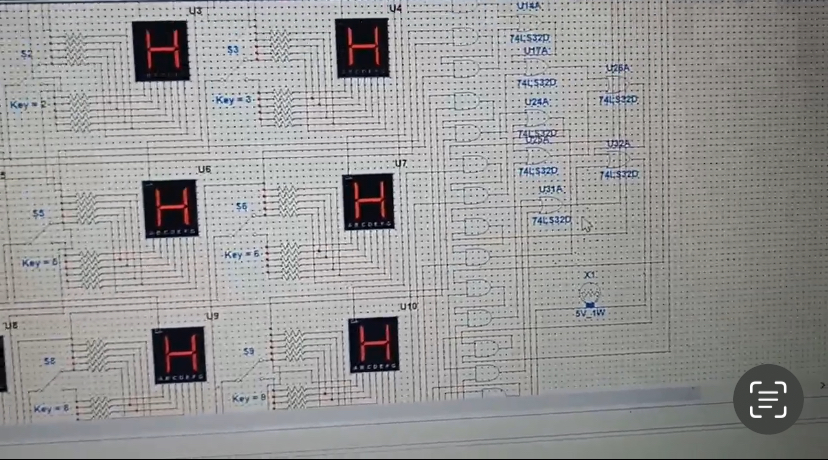 U3
U4
U14A
S2
S3
74LS32D
U17A
U26A
74LS32D
74LS32D
Key = 2
Key = 3
U24A
74LS32D
U25A
U32A
U6
U7
74LS32D
74LS32D
S5
S6
U31A
74LS32D
Key = 5
Key = 6
A B C D E F G
A B C D E F G
X1
5V_1W
U8
U9
U10
S8
S9
A B C D E F G
A B C D E F G
Key = 8
Key = 9